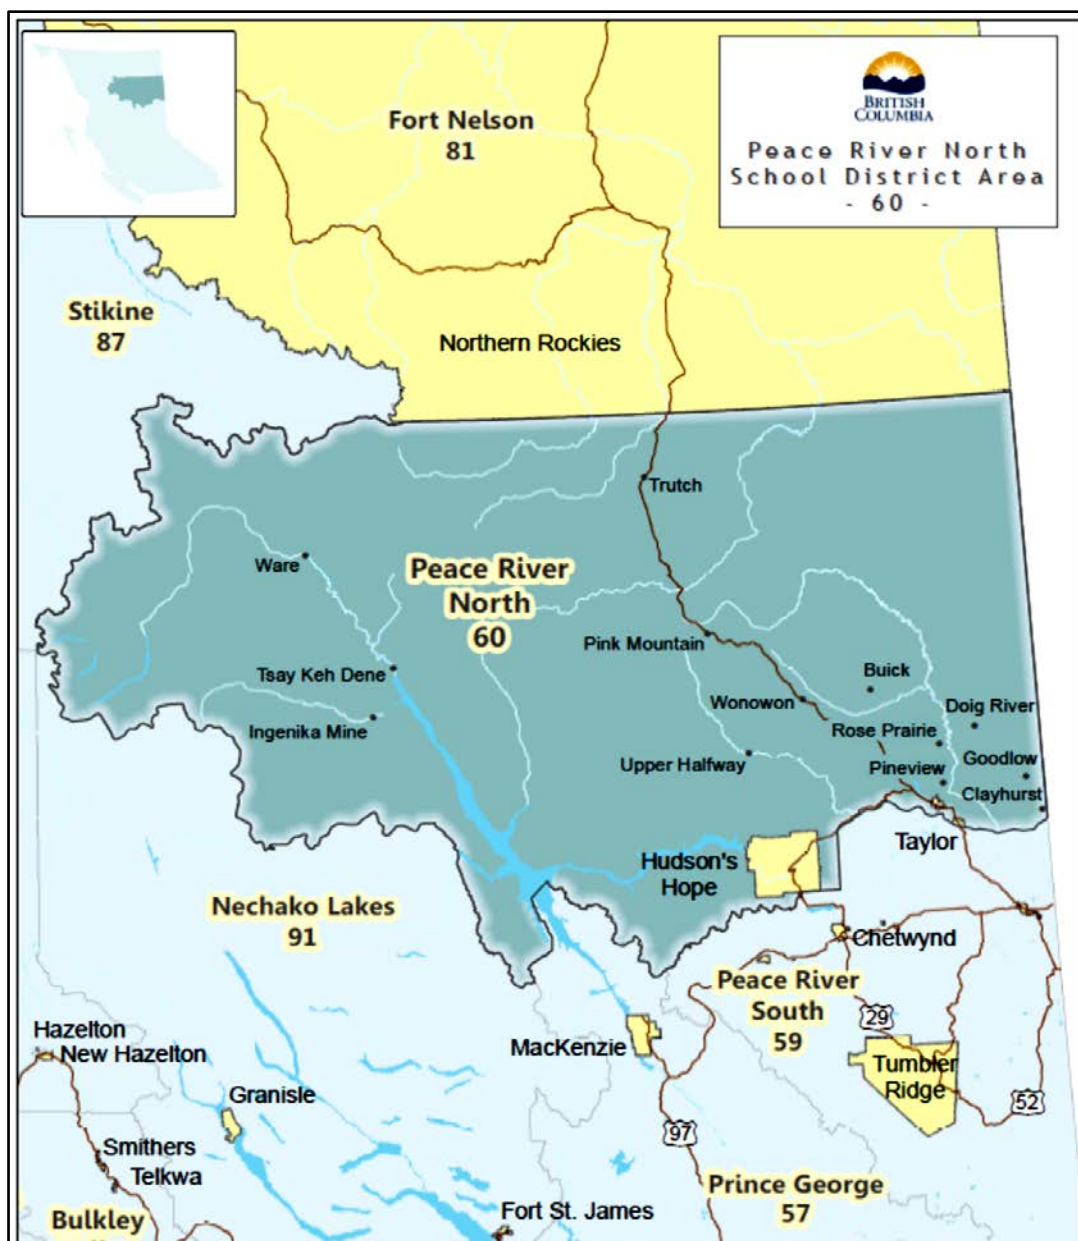 BRITISH
COLUMBIA
Peace River North
School District Area
- 60 -
Fort Nelson
81
Stikine
87
Northern Rockies
Trutch
Ware
Peace River
North
60
Pink Mountain
Tsay Keh Dene
Buick
Wonowon
Doig River
Ingenika Mine
Rose Prairie
Upper Halfway
Pineview
Goodlow
Clayhurst
Taylor
Hudson's
Hope
Nechako Lakes
91
Chetwynd
Peace River
South
59
29
Hazelton
New Hazelton
MacKenzie
Tumbler
Ridge
Granisle
52
97
Smithers
Telkwa
Prince George
57
Fort St. James
Bulkley